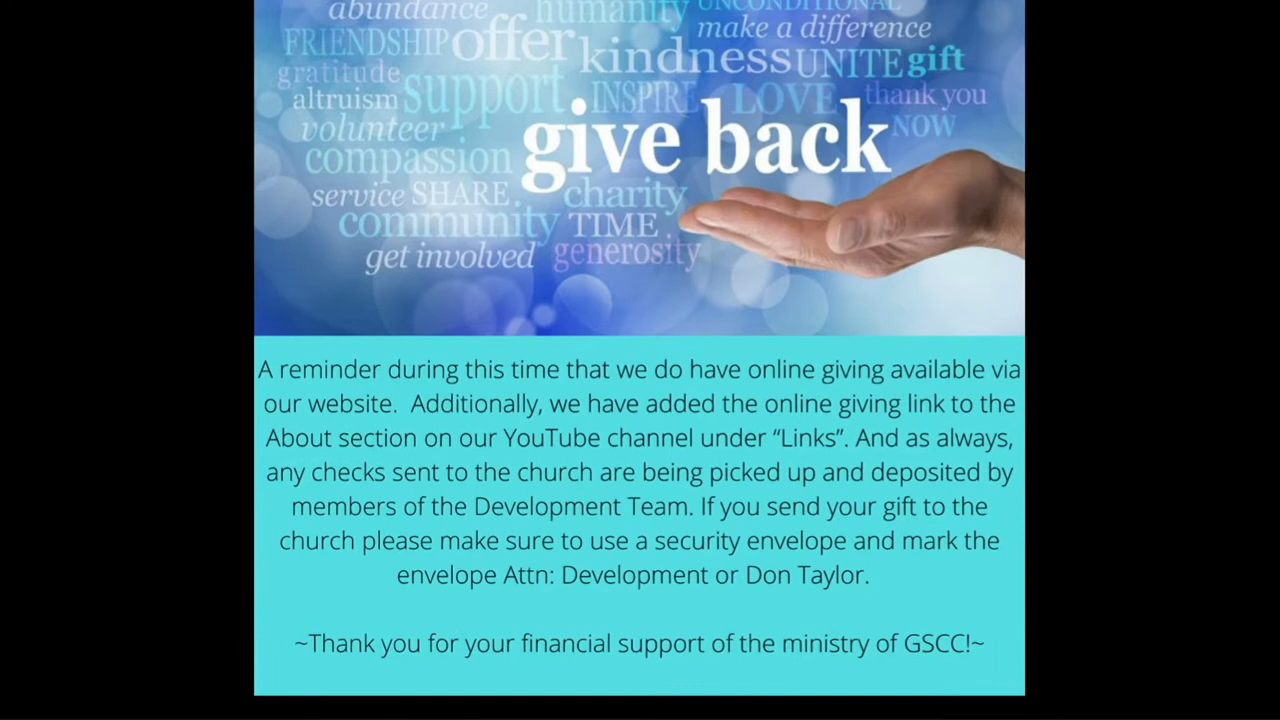 abundance humanity UNCONDITIONAL
FRIENDSHIP offer make a difference
gratitude kindness UNITE gift
altruism support INSPIRE LOVE thank you
volunteer give back NOW
compassion
service SHARE charity
community TIME
get involved generosity
A reminder during this time that we do have online giving available via
our website.  Additionally, we have added the online giving link to the
About section on our YouTube channel under “Links”. And as always,
any checks sent to the church are being picked up and deposited by
members of the Development Team. If you send your gift to the
church please make sure to use a security envelope and mark the
envelope Attn: Development or Don Taylor.
~Thank you for your financial support of the ministry of GSCC!~